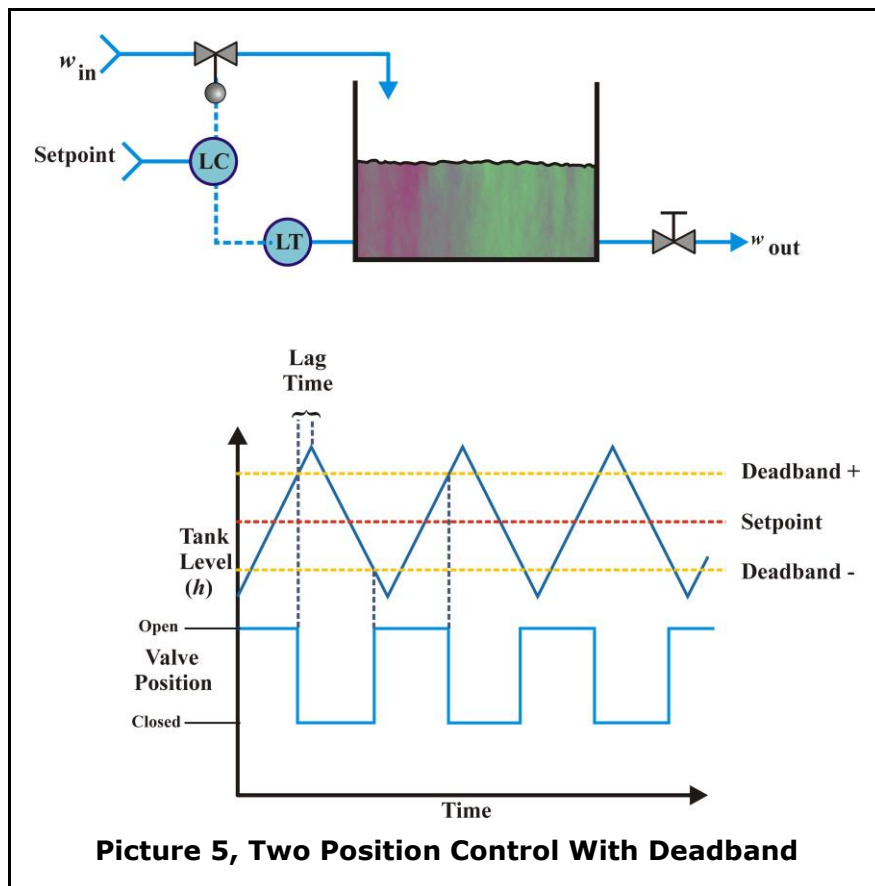 w in
Setpoint
LC
LT
w out
Lag
Time
Deadband +
Setpoint
Tank
Level
(h)
Deadband -
Open
Valve
Position
Closed
Time
Picture 5, Two Position Control With Deadband